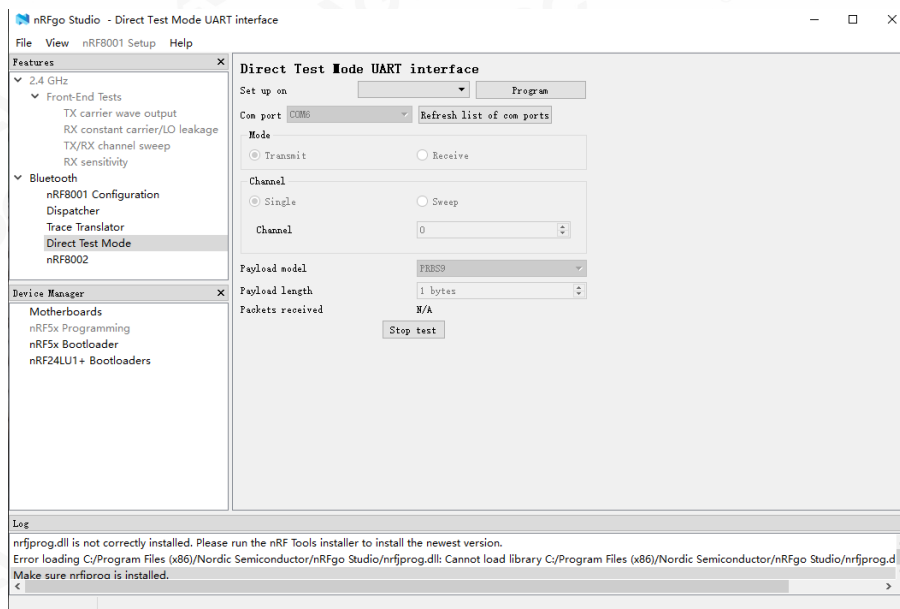 nRFgo Studio - Direct Test Mode UART interface
File View nRF8001 Setup Help
Features
2.4 GHz
Front-End Tests
TX carrier wave output
RX constant carrier/LO leakage
TX/RX channel sweep
RX sensitivity
Bluetooth
nRF8001 Configuration
Dispatcher
Trace Translator
Direct Test Mode
nRF8002
Device Manager
Motherboards
nRF5x Programming
nRF5x Bootloader
nRF24LU1+ Bootloaders
Direct Test Mode UART interface
Set up on Program
Com port COM6 Refresh list of com ports
Mode
Transmit Receive
Channel
Single Sweep
Channel 0
Payload model PRBS9
Payload length 1 bytes
Packets received N/A
Stop test
Log
nrfjprog.dll is not correctly installed. Please run the nRF Tools installer to install the newest version.
Error loading C:/Program Files (x86)/Nordic Semiconductor/nRFgo Studio/nrfjprog.dll: Cannot load library C:/Program Files (x86)/Nordic Semiconductor/nRFgo Studio/nrfjprog.d
Make sure nrfjprog is installed.